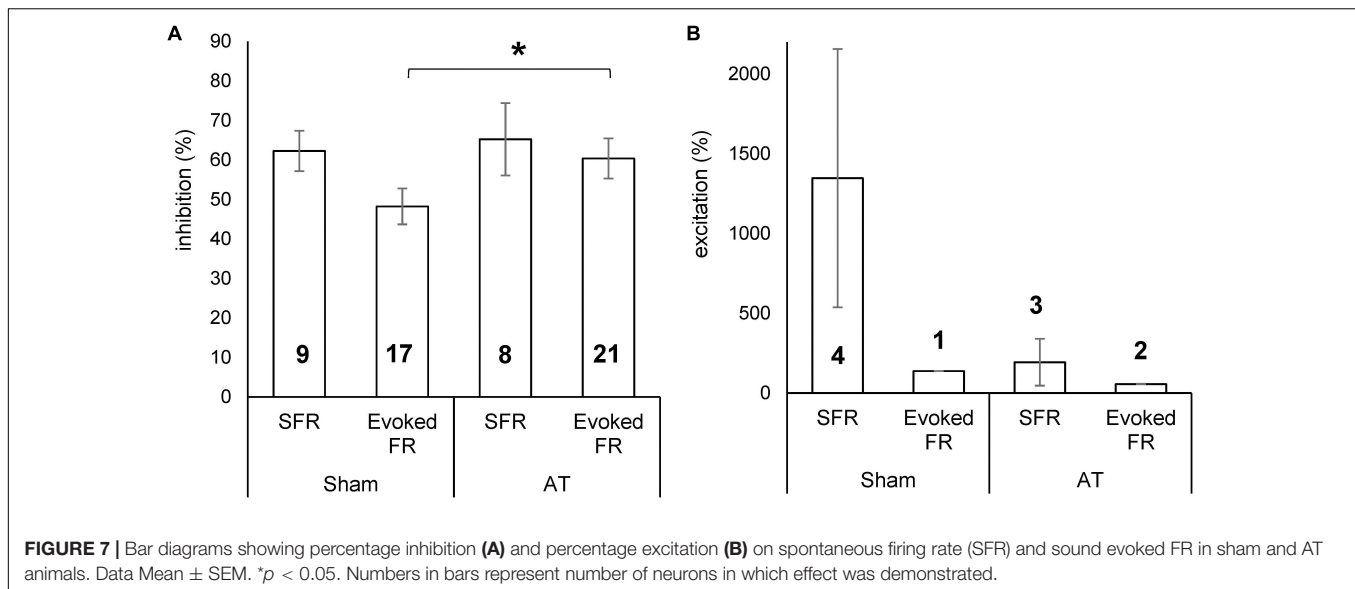 A
90
80
70
60
50
40
30
20
10
0
inhibition (%)
*
9
17
8
21
SFR
Evoked
FR
SFR
Evoked
FR
Sham
AT
B
2000
1500
1000
500
0
excitation (%)
4
1
3
2
SFR
Evoked
FR
SFR
Evoked
FR
Sham
AT
FIGURE 7 | Bar diagrams showing percentage inhibition (A) and percentage excitation (B) on spontaneous firing rate (SFR) and sound evoked FR in sham and AT
animals. Data Mean ± SEM. *p < 0.05. Numbers in bars represent number of neurons in which effect was demonstrated.